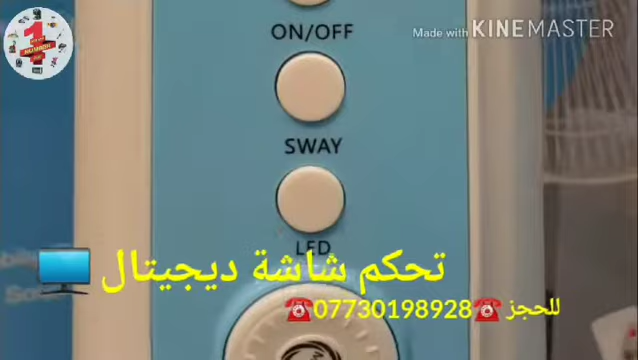 ON/OFF
Made with KINEMASTER
SWAY
LED
تحكم شاشة ديجيتال
للحجز ☎️07730198928☎️